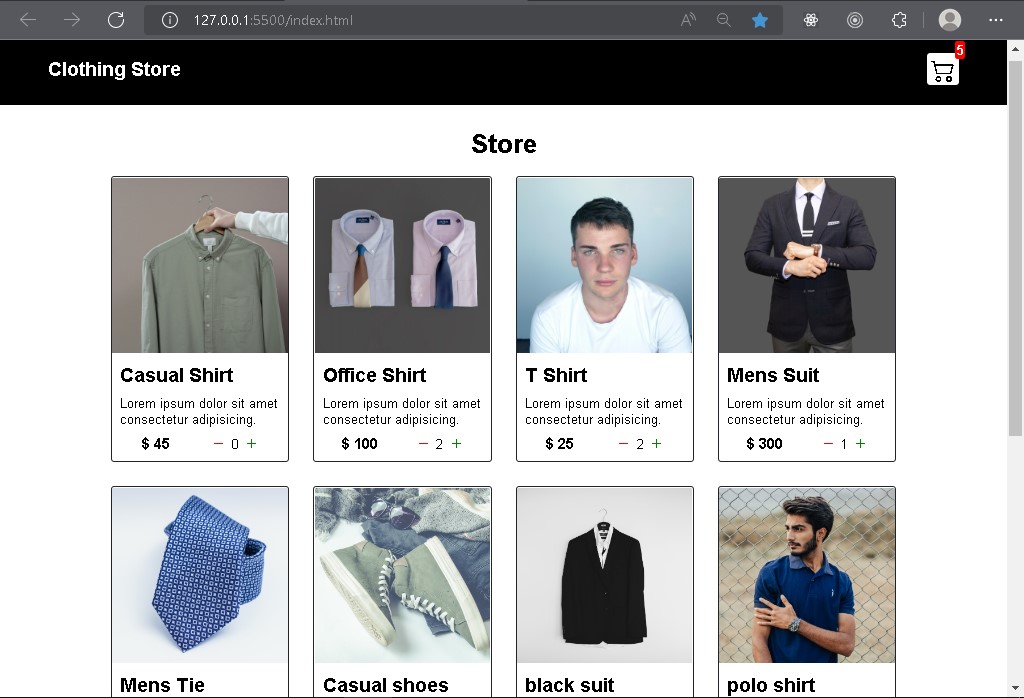 127.0.0.1:5500/index.html
Clothing Store
5
Store
Casual Shirt
Lorem ipsum dolor sit amet
consectetur adipisicing.
$ 45 − 0 +
Office Shirt
Lorem ipsum dolor sit amet
consectetur adipisicing.
$ 100 − 2 +
T Shirt
Lorem ipsum dolor sit amet
consectetur adipisicing.
$ 25 − 2 +
Mens Suit
Lorem ipsum dolor sit amet
consectetur adipisicing.
$ 300 − 1 +
Mens Tie
Casual shoes
black suit
polo shirt